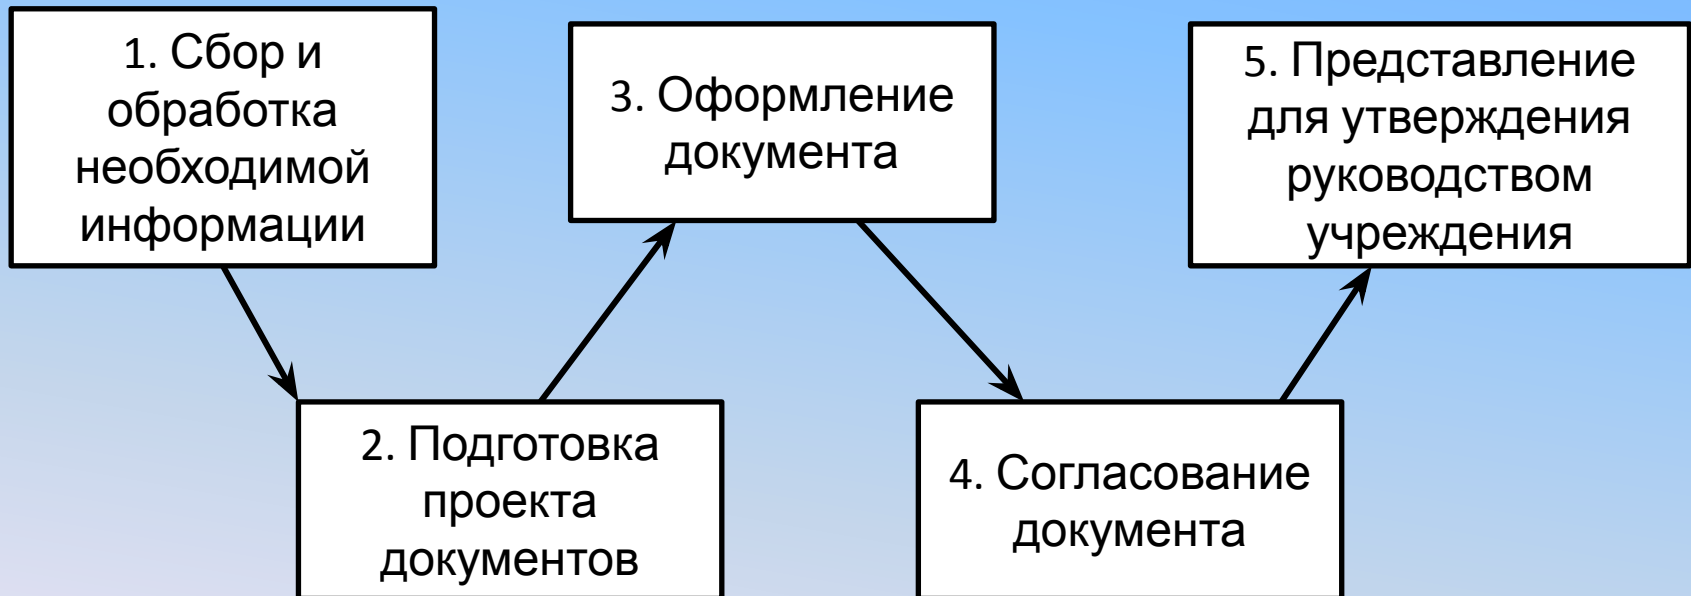 1. Сбор и
обработка
необходимой
информации
2. Подготовка
проекта
документов
3. Оформление
документа
4. Согласование
документа
5. Представление
для утверждения
руководством
учреждения